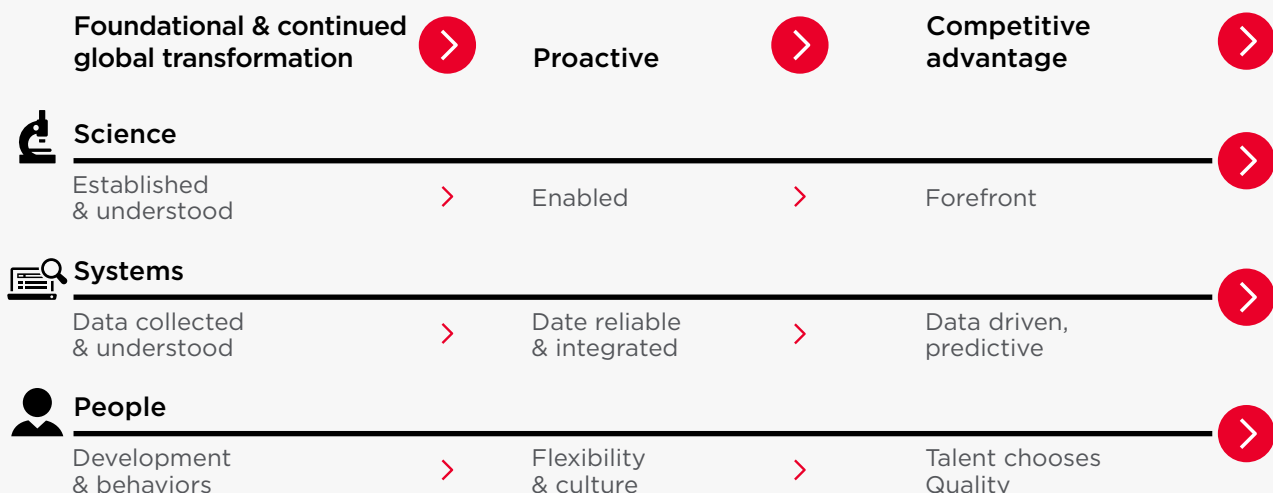 Foundational & continued
global transformation
Proactive
Competitive
advantage
Science
Established
& understood
Enabled
Forefront
Systems
Data collected
& understood
Date reliable
& integrated
Data driven,
predictive
People
Development
& behaviors
Flexibility
& culture
Talent chooses
Quality